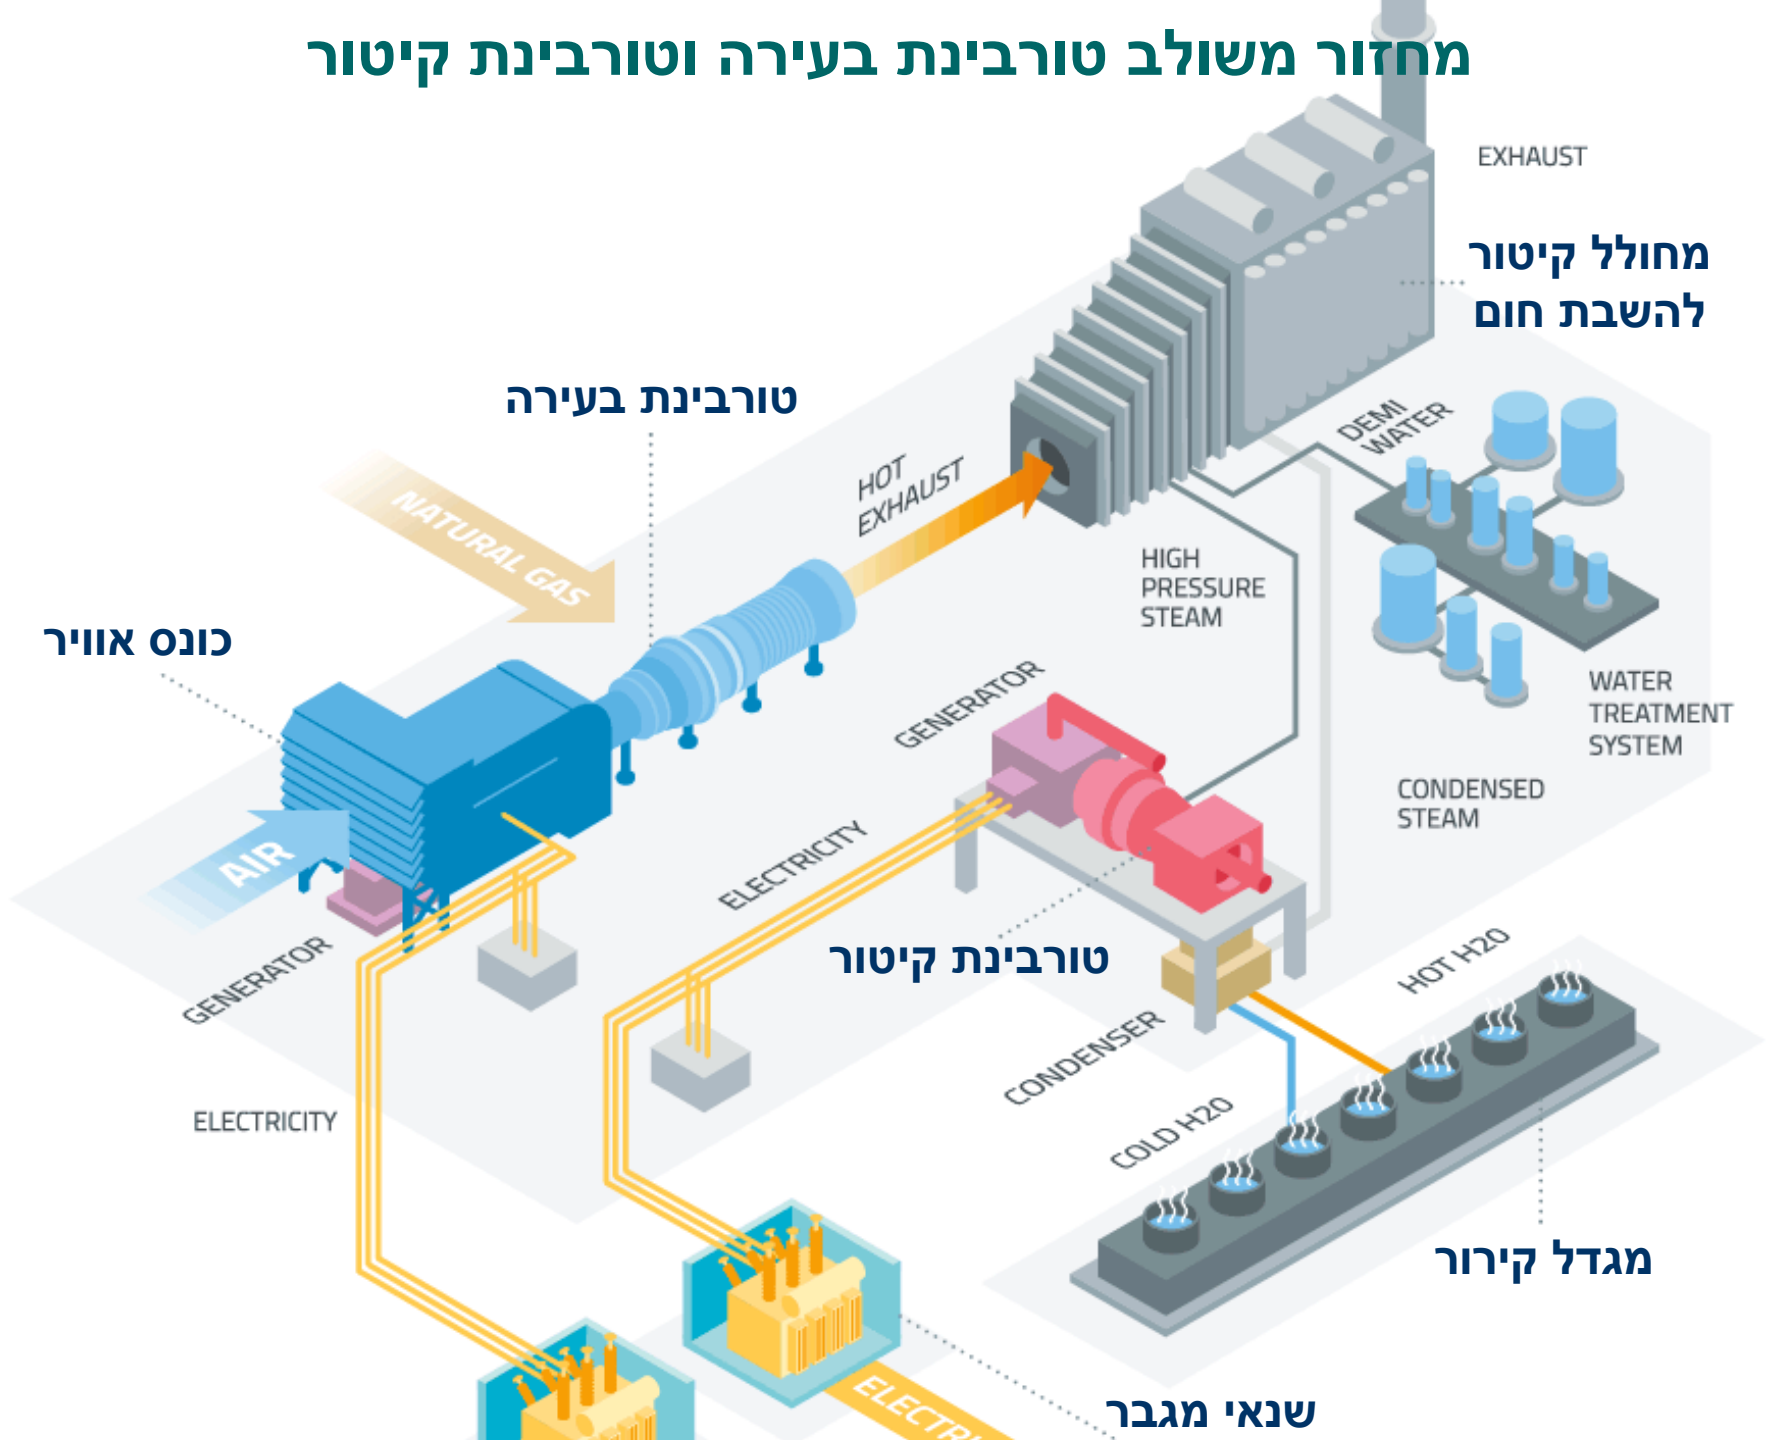 מחזור משולב טורבינת בעירה וטורבינת קיטור
EXHAUST
מחולל קיטור
להשבת חום
טורבינת בעירה
HOT
EXHAUST
DEMI
WATER
NATURAL GAS
HIGH
PRESSURE
STEAM
כונס אוויר
GENERATOR
WATER
TREATMENT
SYSTEM
CONDENSED
STEAM
AIR
ELECTRICITY
טורבינת קיטור
GENERATOR
HOT H2O
CONDENSER
COLD H2O
ELECTRICITY
מגדל קירור
שנאי מגבר